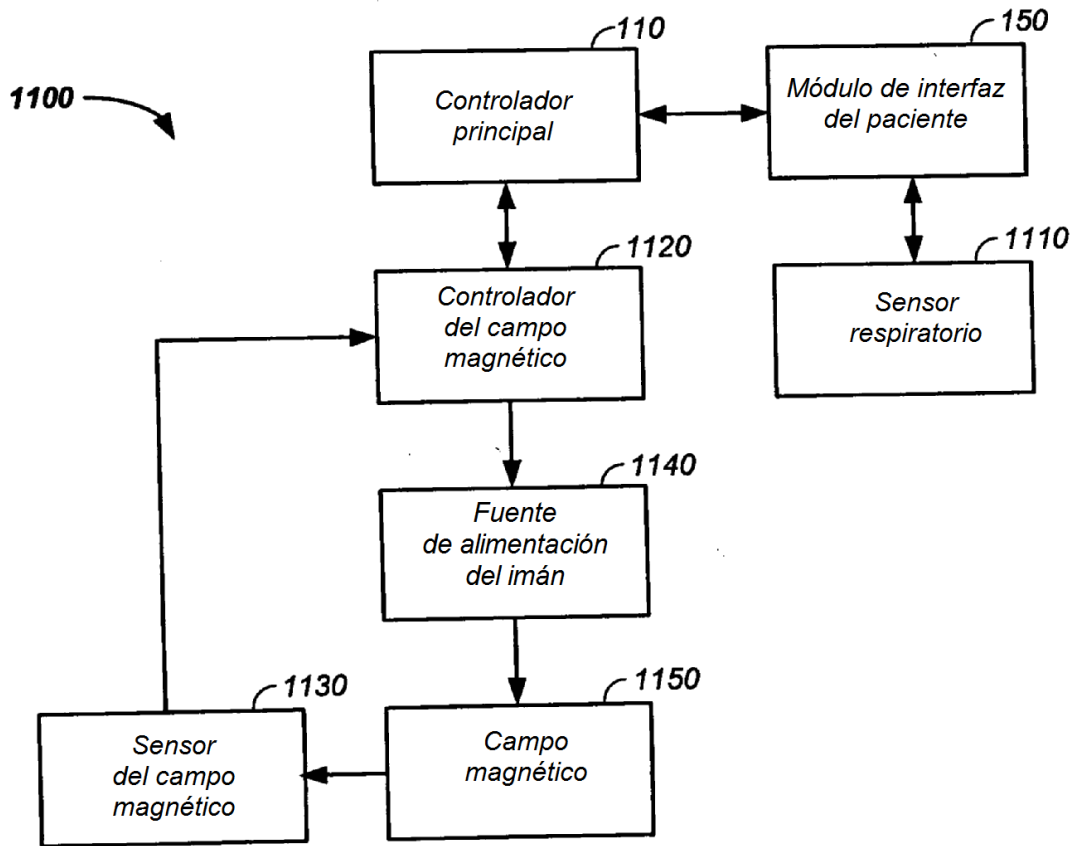 110
150
1100
Controlador
principal
Módulo de interfaz
del paciente
1120
1110
Controlador
del campo
magnético
Sensor
respiratorio
1140
Fuente
de alimentación
del imán
1130
1150
Sensor
del campo
magnético
Campo
magnético